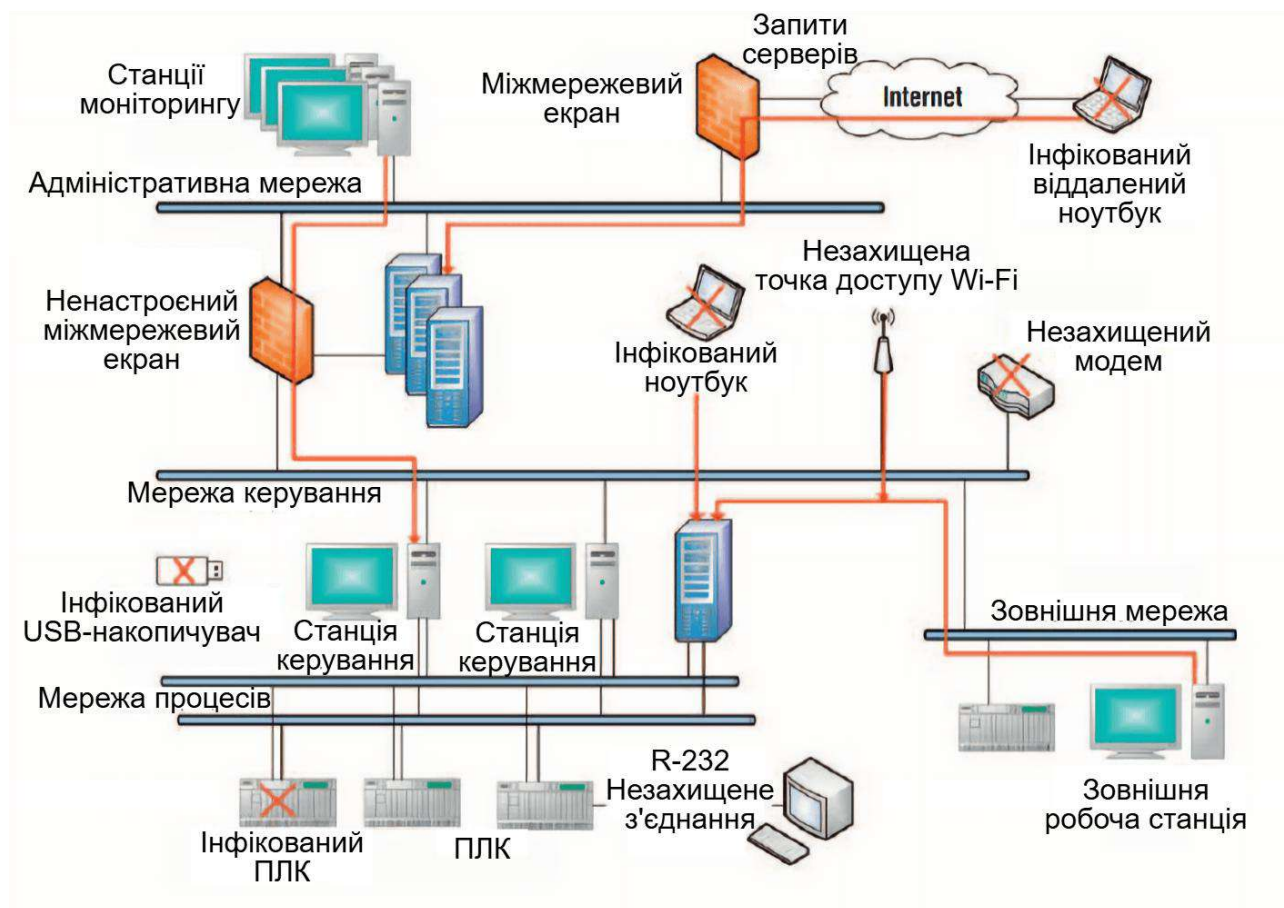 Запити
серверів
Станції
моніторингу
Міжмережевий
екран
Internet
Інфікований
віддалений
ноутбук
Адміністративна мережа
Незахищена
точка доступу Wi-Fi
Ненастроєний
міжмережевий
екран
Інфікований
ноутбук
Незахищений
модем
Мережа керування
Інфікований
USB-накопичувач
Станція
керування
Станція
керування
Зовнішня мережа
Мережа процесів
R-232
Незахищене
з'єднання
Зовнішня
робоча станція
Інфікований
ПЛК
ПЛК